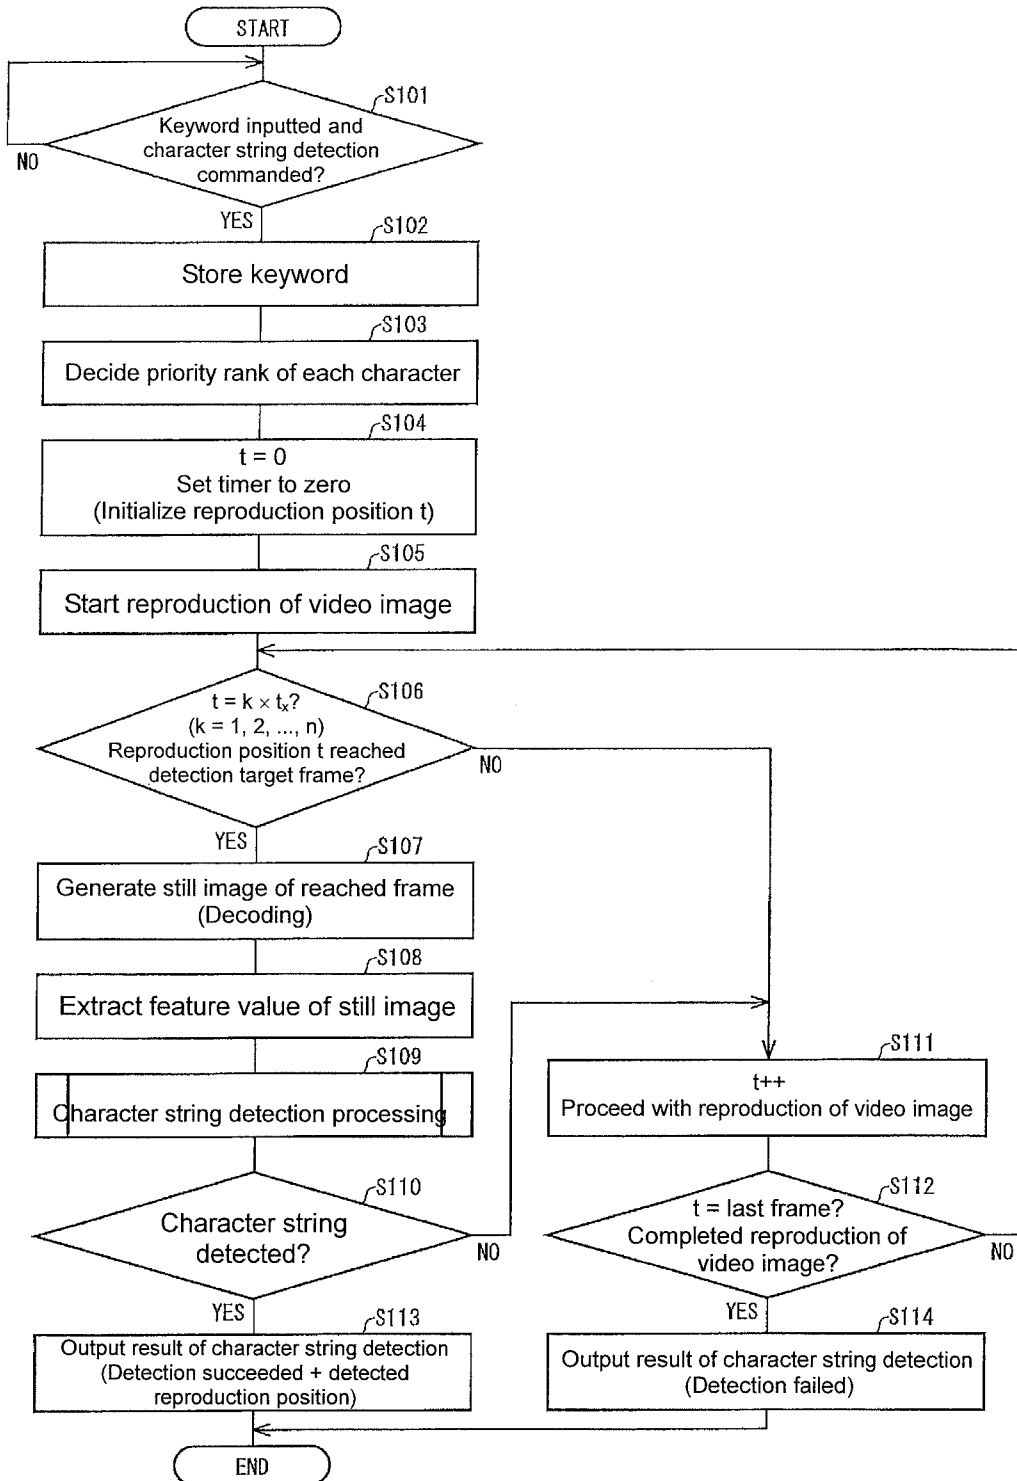 START
S101
Keyword inputted and
character string detection
commanded?
NO
YES
S102
Store keyword
S103
Decide priority rank of each character
S104
t = 0
Set timer to zero
(Initialize reproduction position t)
S105
Start reproduction of video image
S106
t = k × tₓ?
(k = 1, 2, ..., n)
Reproduction position t reached
detection target frame?
NO
YES
S107
Generate still image of reached frame
(Decoding)
S108
Extract feature value of still image
S109
Character string detection processing
S110
Character string
detected?
NO
YES
S113
Output result of character string detection
(Detection succeeded + detected
reproduction position)
S111
t++
Proceed with reproduction of video image
S112
t = last frame?
Completed reproduction of
video image?
NO
YES
S114
Output result of character string detection
(Detection failed)
END